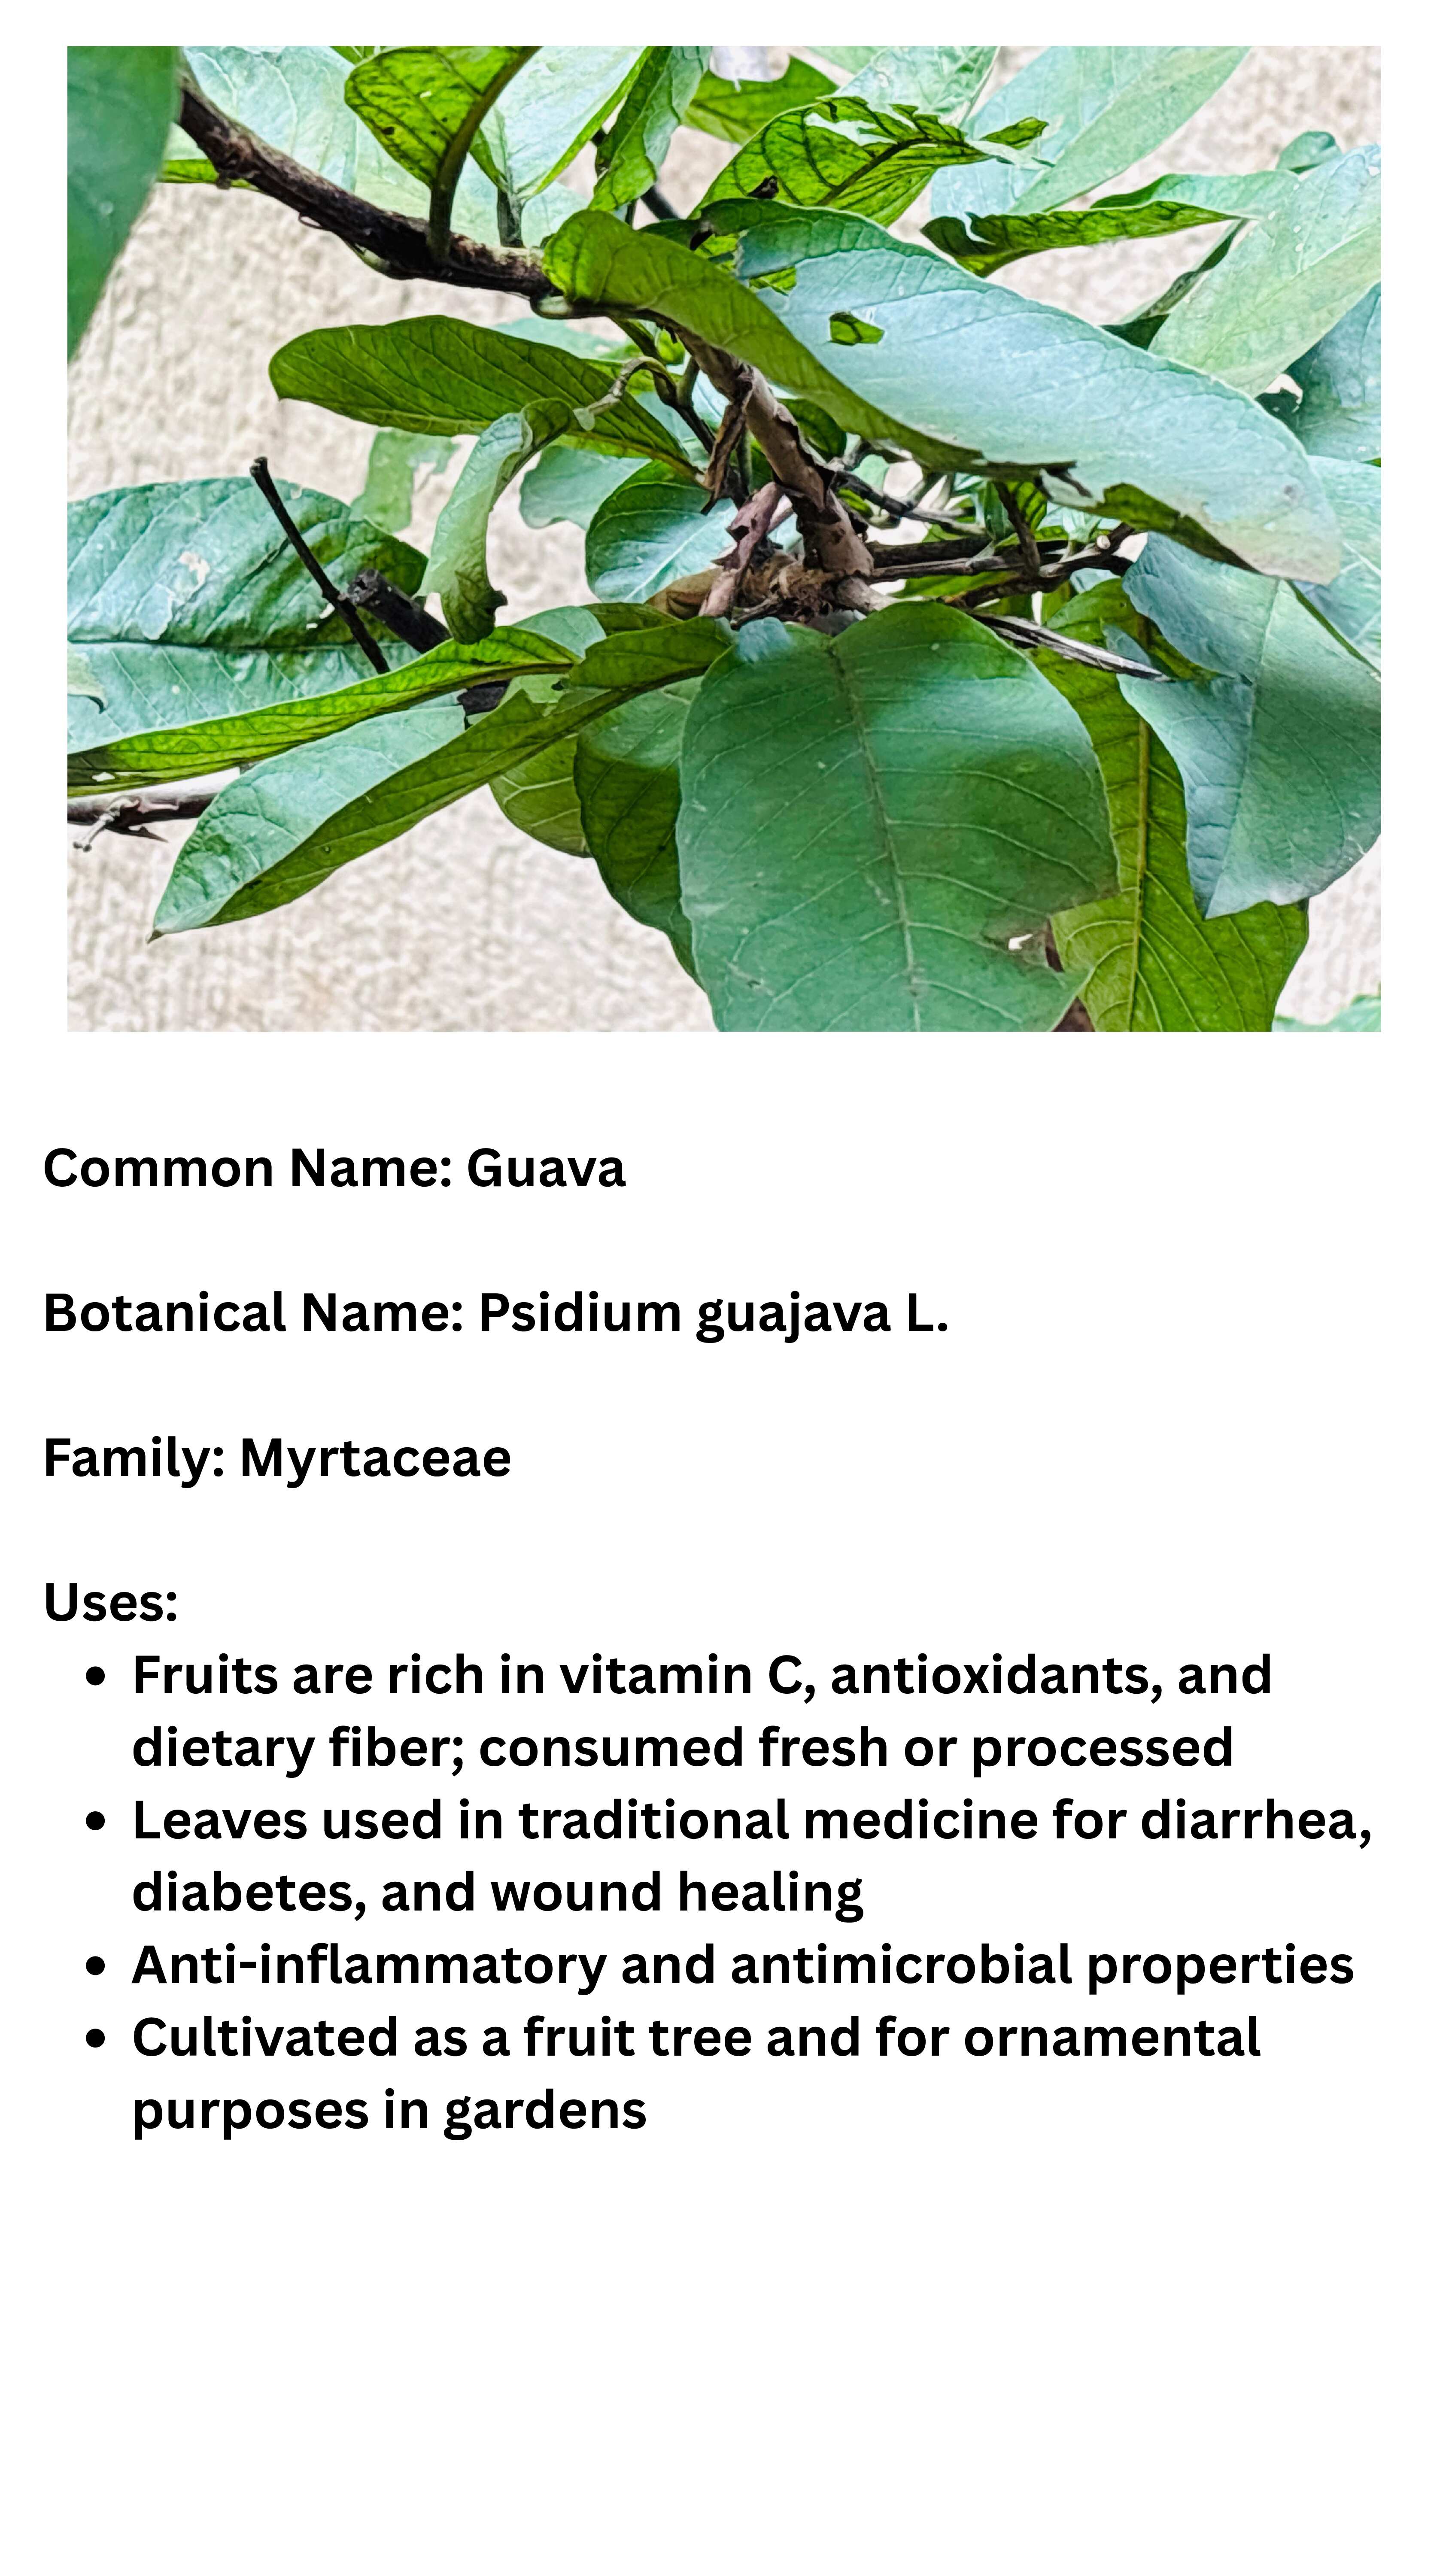 Common Name: Guava
Botanical Name: Psidium guajava L.
Family: Myrtaceae
Uses:
• Fruits are rich in vitamin C, antioxidants, and
dietary fiber; consumed fresh or processed
• Leaves used in traditional medicine for diarrhea,
diabetes, and wound healing
• Anti-inflammatory and antimicrobial properties
• Cultivated as a fruit tree and for ornamental
purposes in gardens